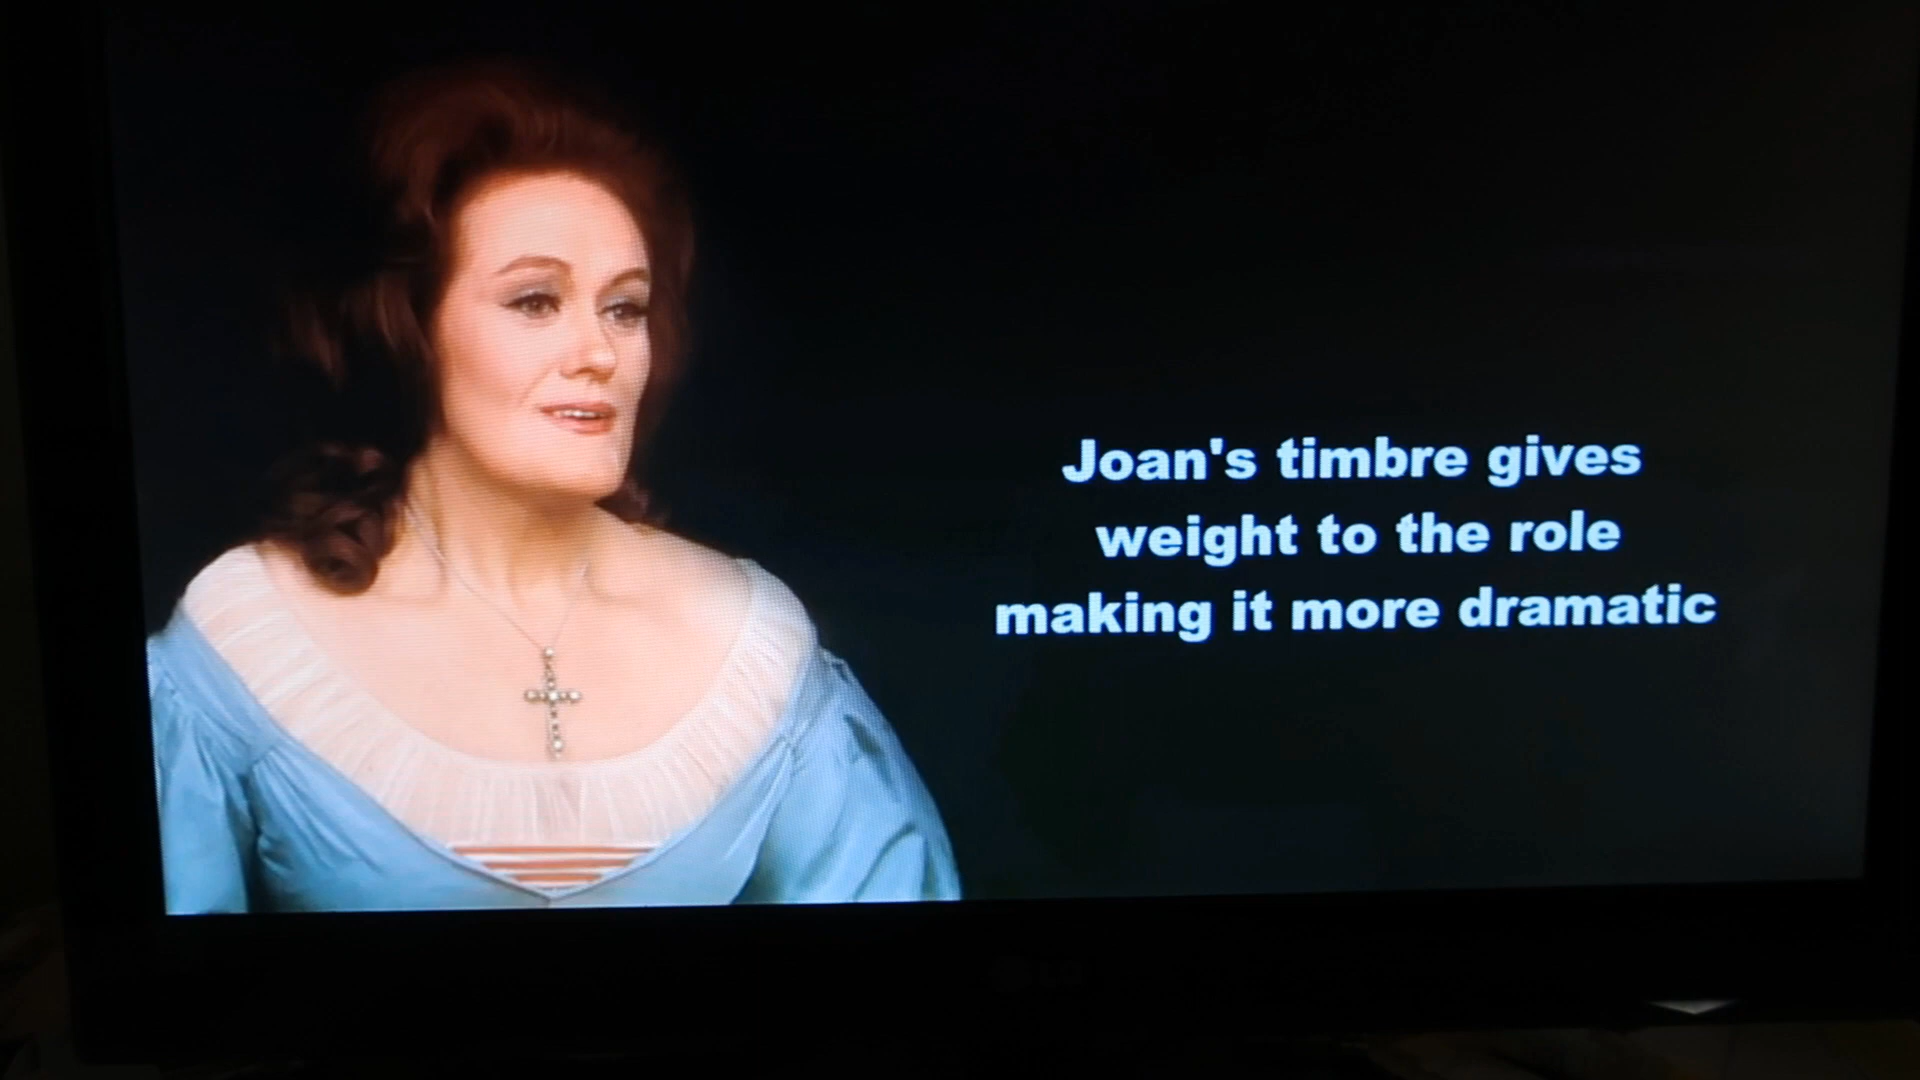 Joan's timbre gives
weight to the role
making it more dramatic